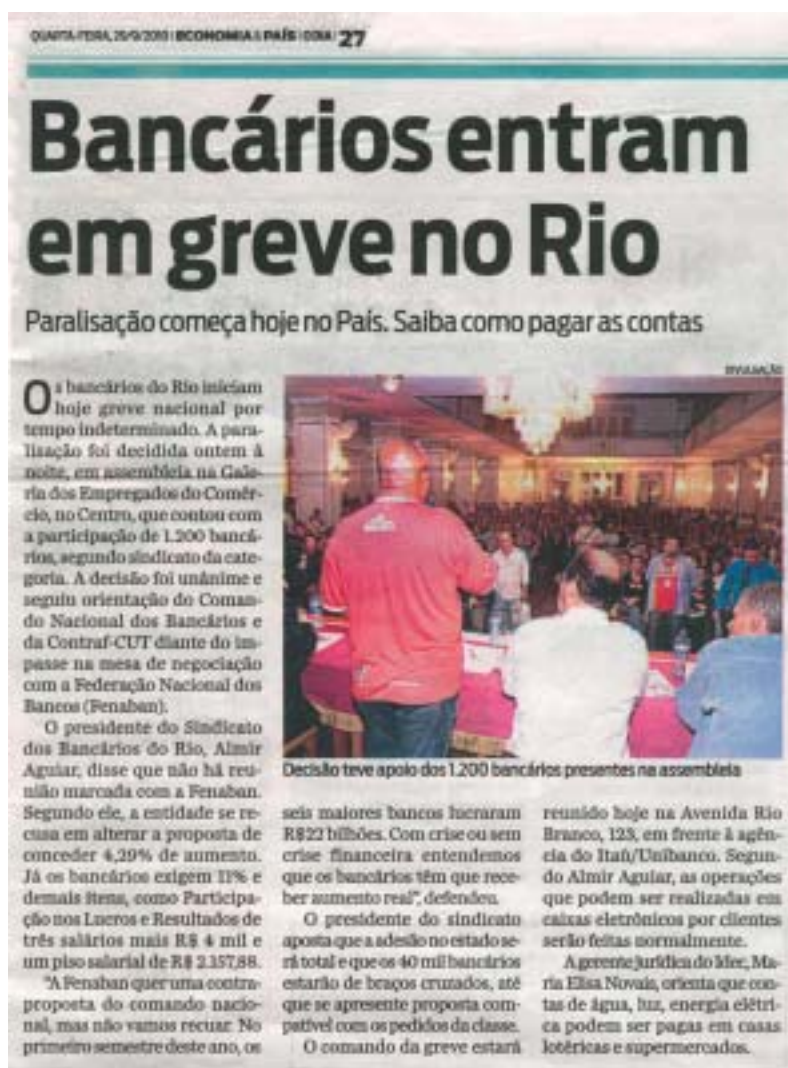 QUARTA-FEIRA, 29/9/2010 | ECONOMIA & PAÍS | O DIA | 27
Bancários entram
em greve no Rio
Paralisação começa hoje no País. Saiba como pagar as contas
DIVULGAÇÃO
Os bancários do Rio iniciam
hoje greve nacional por
tempo indeterminado. A para-
lisação foi decidida ontem à
noite, em assembleia na Gale-
ria dos Empregados do Comér-
cio, no Centro, que contou com
a participação de 1.200 bancá-
rios, segundo sindicato da cate-
goria. A decisão foi unânime e
seguiu orientação do Coman-
do Nacional dos Bancários e
da Contraf-CUT diante do im-
passe na mesa de negociação
com a Federação Nacional dos
Bancos (Fenaban).
O presidente do Sindicato
dos Bancários do Rio, Almir
Aguiar, disse que não há reu-
nião marcada com a Fenaban.
Segundo ele, a entidade se re-
cusa em alterar a proposta de
conceder 4,29% de aumento.
Já os bancários exigem 11% e
demais itens, como Participa-
ção nos Lucros e Resultados de
três salários mais R$ 4 mil e
um piso salarial de R$ 2.157,88.
"A Fenaban quer uma contra-
proposta do comando nacio-
nal, mas não vamos recuar. No
primeiro semestre deste ano, os
Decisão teve apoio dos 1.200 bancários presentes na assembleia
seis maiores bancos lucraram
R$ 22 bilhões. Com crise ou sem
crise financeira entendemos
que os bancários têm que rece-
ber aumento real", defendeu.
O presidente do sindicato
aposta que a adesão no estado se-
rá total e que os 40 mil bancários
estarão de braços cruzados, até
que se apresente proposta com-
patível com os pedidos da classe.
O comando da greve estará
reunido hoje na Avenida Rio
Branco, 123, em frente à agên-
cia do Itaú/Unibanco. Segun-
do Almir Aguiar, as operações
que podem ser realizadas em
caixas eletrônicos por clientes
serão feitas normalmente.
A gerente jurídica do Idec, Ma-
ria Elisa Novais, orienta que con-
tas de água, luz, energia elétri-
ca podem ser pagas em casas
lotéricas e supermercados.